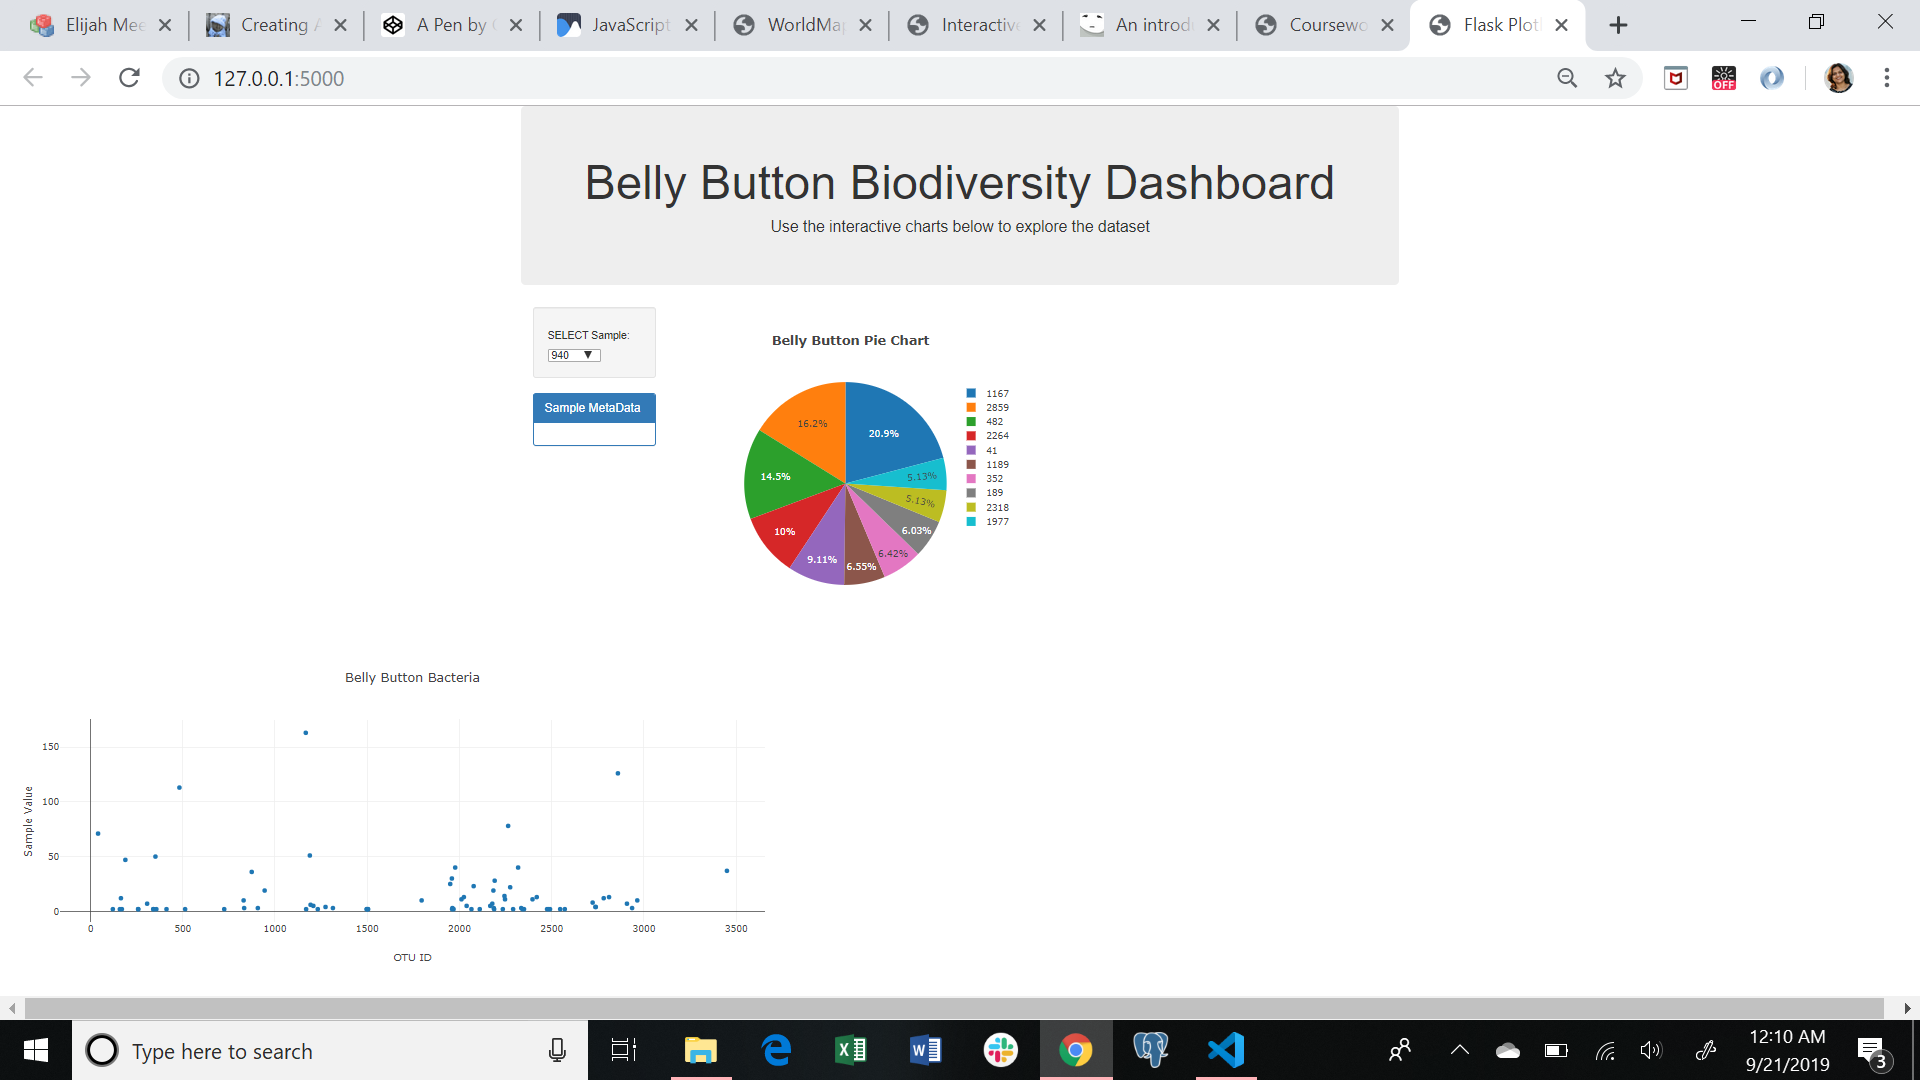 Elijah Mee
Creating A
A Pen by
JavaScript
WorldMa
Interactive
An introd
Coursewo
Flask Plot
127.0.0.1:5000
OFF
Belly Button Biodiversity Dashboard
Use the interactive charts below to explore the dataset
SELECT Sample:
940
Sample MetaData
Belly Button Pie Chart
20.9%
16.2%
14.5%
10%
9.11%
6.55%
6.42%
6.03%
5.13%
5.13%
1167
2859
482
2264
41
1189
352
189
2318
1977
Belly Button Bacteria
Sample Value
150
100
50
0
0 500 1000 1500 2000 2500 3000 3500
OTU ID
Type here to search
12:10 AM
9/21/2019
3